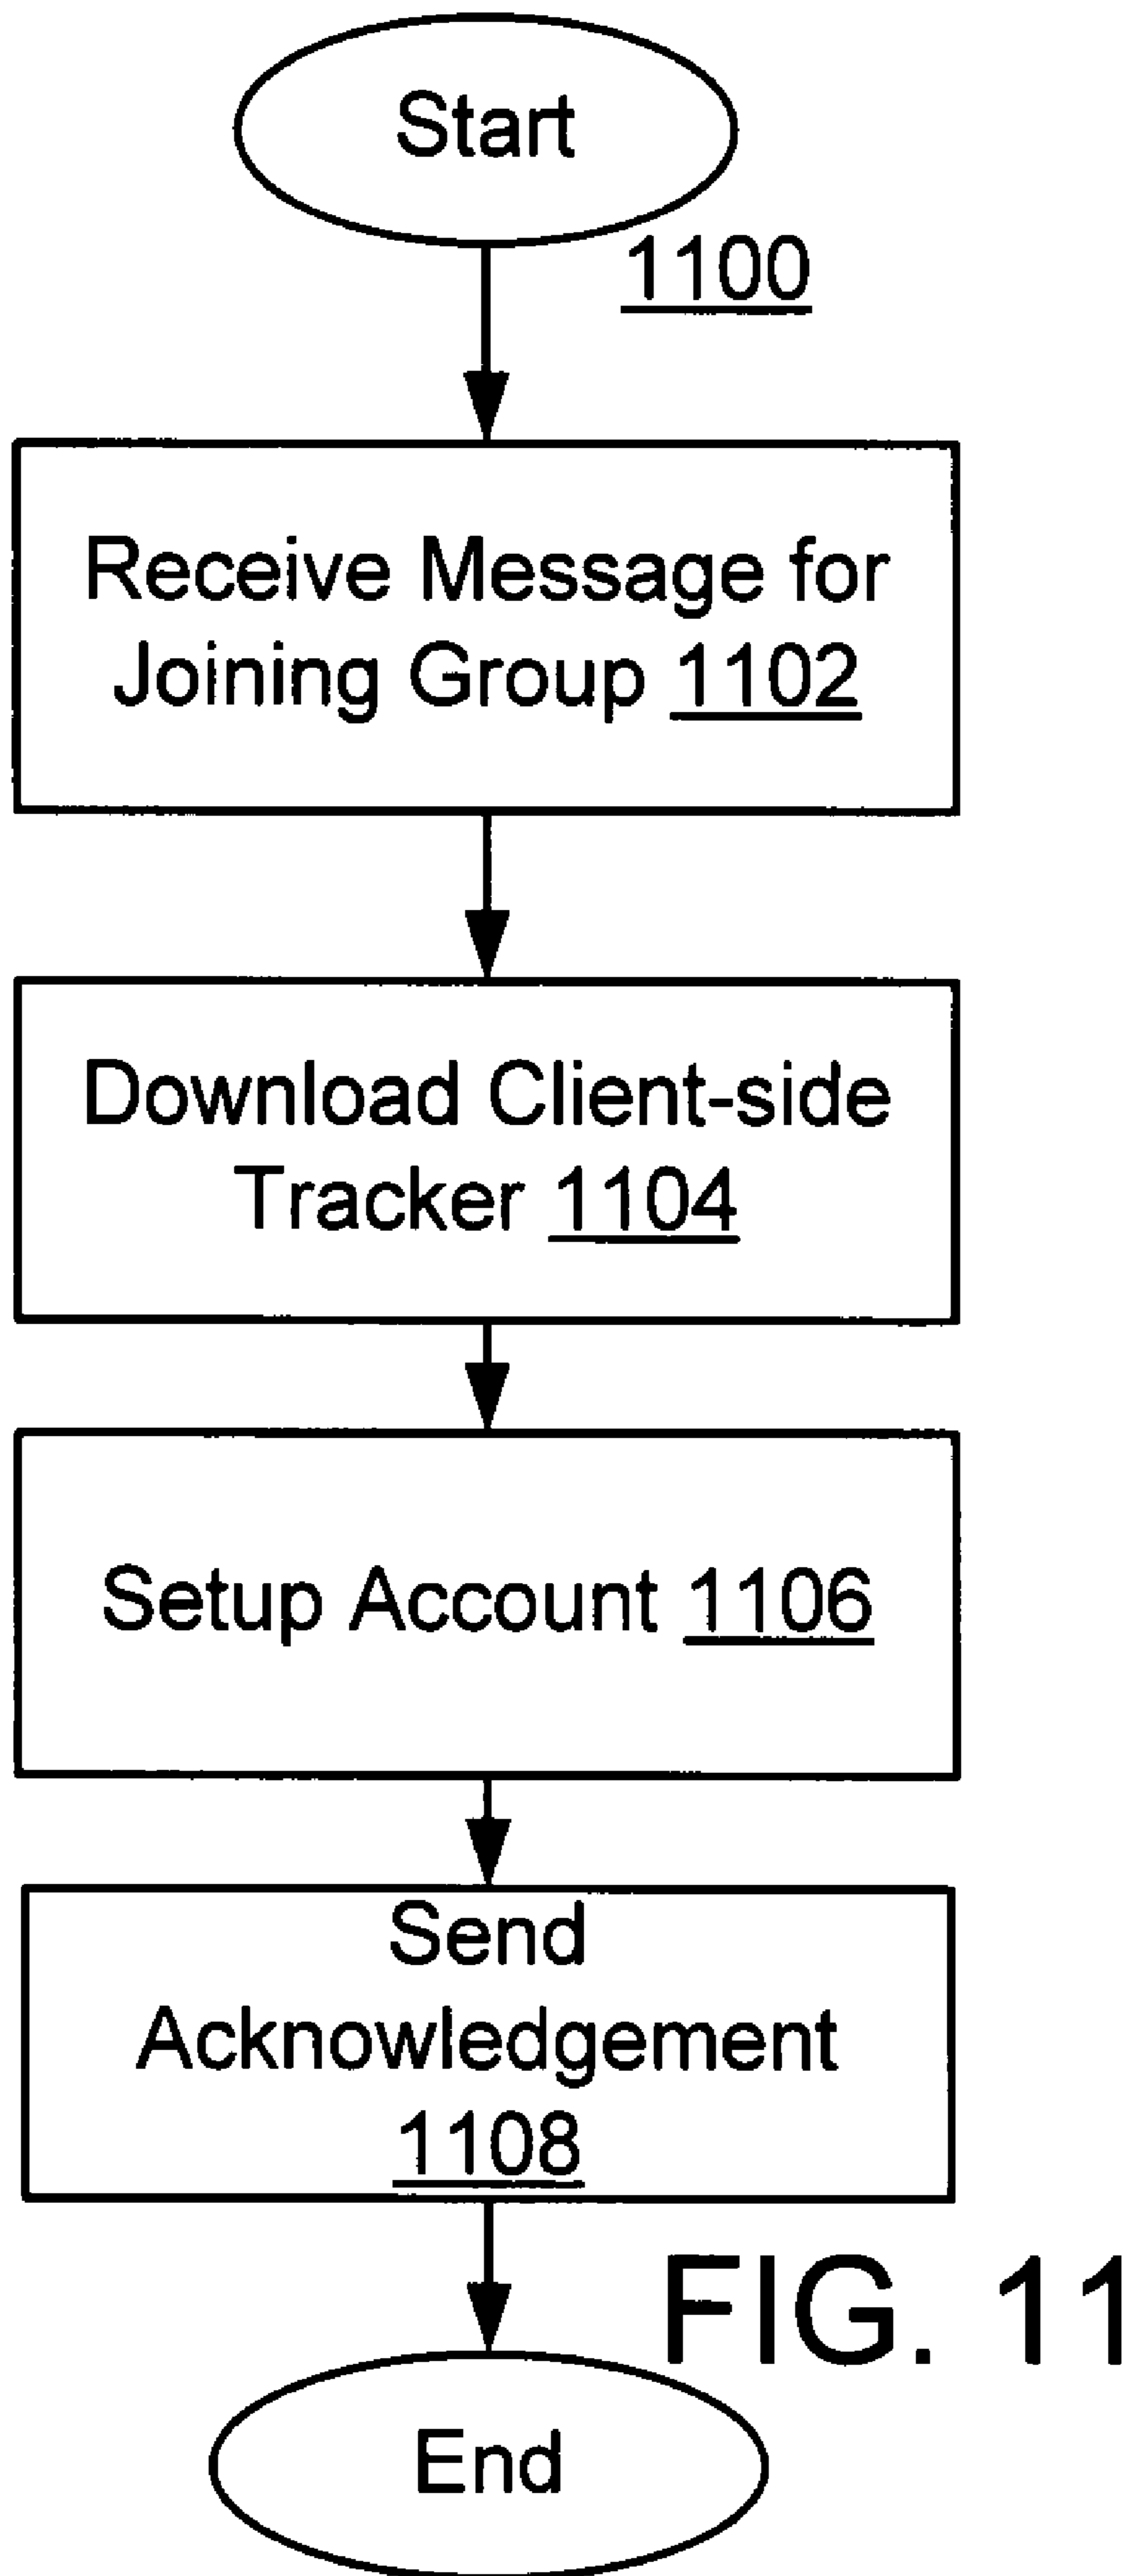 Start
1100
Receive Message for
Joining Group 1102
Download Client-side
Tracker 1104
Setup Account 1106
Send
Acknowledgement
1108
FIG. 11
End